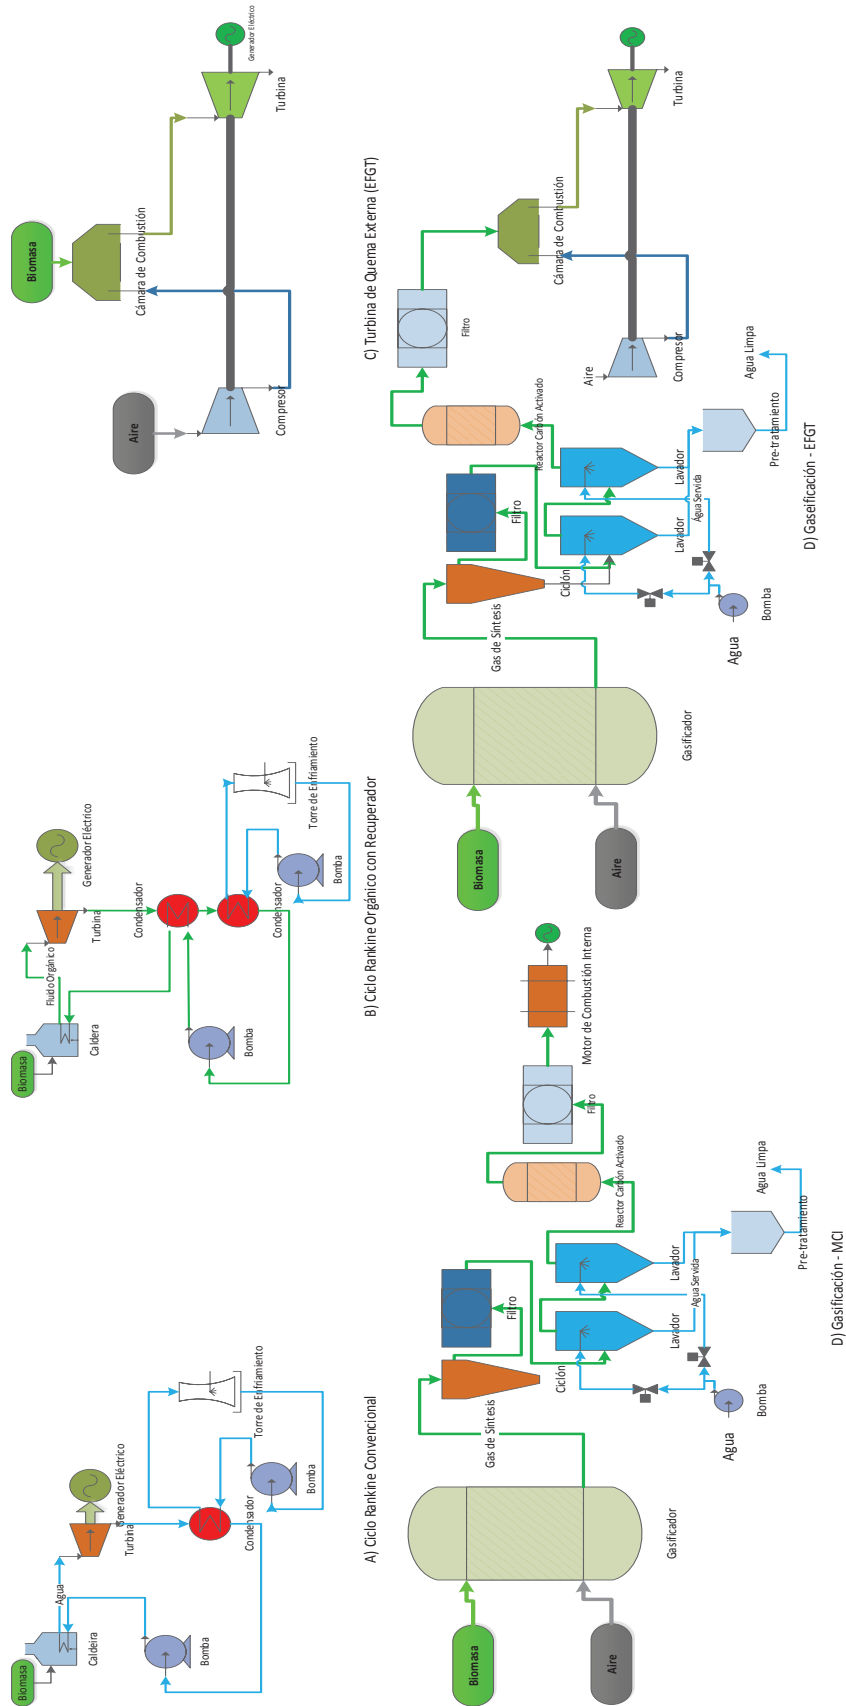 Biomasa
Caldeira
Agua
Turbina
Generador Eléctrico
Condensador
Torre de Enfriamiento
Bomba
Bomba
A) Ciclo Rankine Convencional
Biomasa
Caldera
Fluido Orgánico
Turbina
Generador Eléctrico
Condensador
Condensador
Torre de Enfriamiento
Bomba
Bomba
B) Ciclo Rankine Orgánico con Recuperador
Aire
Biomasa
Cámara de Combustión
Compresor
Turbina
Generador Eléctrico
C) Turbina de Quema Externa (EFGT)
Biomasa
Aire
Gasificador
Gas de Síntesis
Ciclón
Filtro
Lavador
Lavador
Agua Servida
Agua
Bomba
Reactor Carbón Activado
Filtro
Motor de Combustión Interna
Pre-tratamiento
Agua Limpa
D) Gasificación - MCI
Biomasa
Aire
Gasificador
Gas de Síntesis
Ciclón
Filtro
Lavador
Lavador
Água Servida
Agua
Bomba
Reactor Carbón Activado
Filtro
Aire
Compresor
Cámara de Combustión
Turbina
Pre-tratamiento
Agua Limpa
D) Gaseificación - EFGT